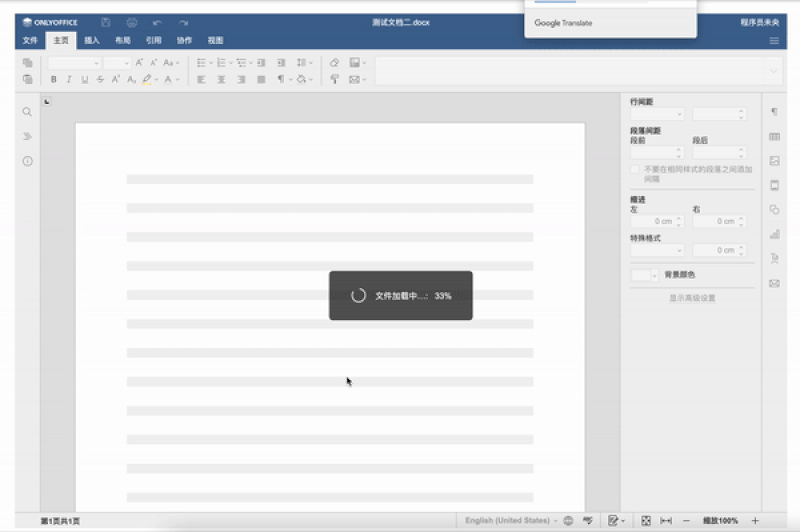 ONLYOFFICE
测试文档二.docx
程序员未央
Google Translate
文件 主页 插入 布局 引用 协作 视图
行间距
段落间距
段前 段后
不要在相同样式的段落之间添加
间隔
缩进
左 右
0 cm 0 cm
特殊格式
0 cm
背景颜色
显示高级设置
文件加载中...: 33%
第1页共1页
English (United States)
缩放100%